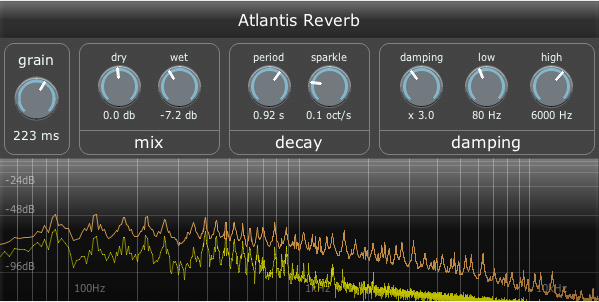 Atlantis Reverb
grain
223 ms
dry wet
0.0 db -7.2 db
mix
period sparkle
0.92 s 0.1 oct/s
decay
damping low high
x 3.0 80 Hz 6000 Hz
damping
-24dB
-48dB
-96dB
100Hz 1kHz